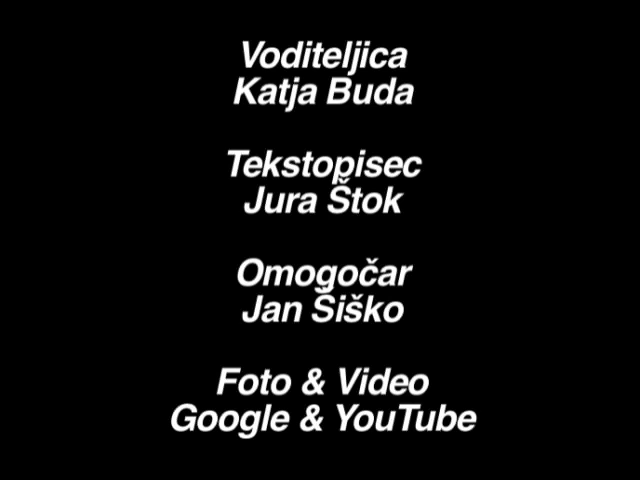 Voditeljica
Katja Buda
Tekstopisec
Jura Štok
Omogočar
Jan Šiško
Foto & Video
Google & YouTube